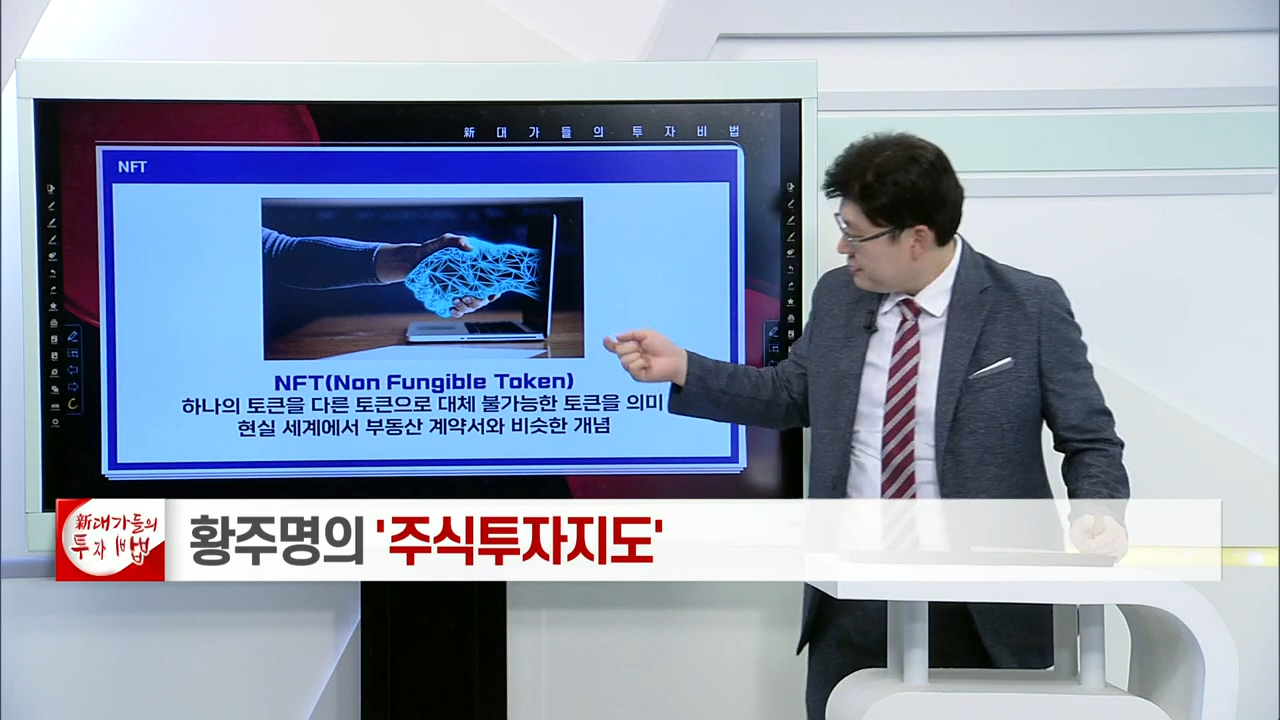 新 대 가 들 의 투 자 비 법
NFT
NFT(Non Fungible Token)
하나의 토큰을 다른 토큰으로 대체 불가능한 토큰을 의미
현실 세계에서 부동산 계약서와 비슷한 개념
新대가들의
투자비법
황주명의 '주식투자지도'